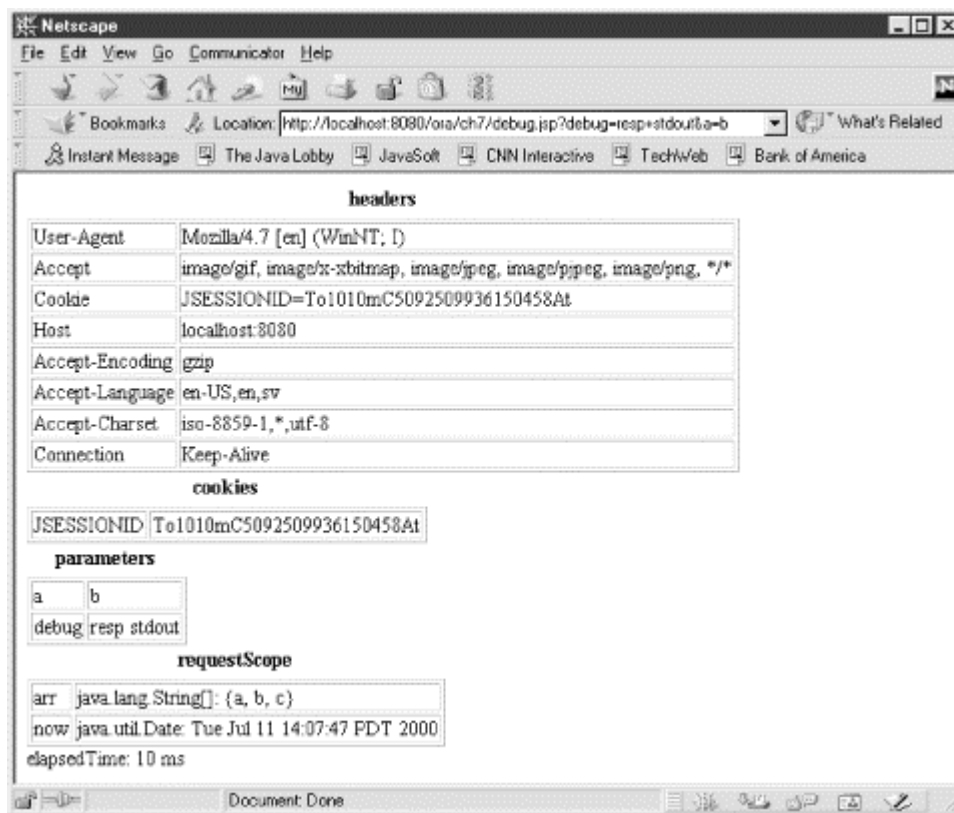 Netscape
File Edit View Go Communicator Help
My
N
Bookmarks Location: http://localhost:8080/ora/ch7/debug.jsp?debug=resp+stdout&a=b What's Related
Instant Message The Java Lobby JavaSoft CNN Interactive TechWeb Bank of America
headers
User-Agent Mozilla/4.7 [en] (WinNT; I)
Accept image/gif, image/x-xbitmap, image/jpeg, image/pjpeg, image/png, */*
Cookie JSESSIONID=To1010mC5092509936150458At
Host localhost:8080
Accept-Encoding gzip
Accept-Language en-US,en,sv
Accept-Charset iso-8859-1,*,utf-8
Connection Keep-Alive
cookies
JSESSIONID To1010mC5092509936150458At
parameters
a b
debug resp stdout
requestScope
arr java.lang.String[]: {a, b, c}
now java.util.Date: Tue Jul 11 14:07:47 PDT 2000
elapsedTime: 10 ms
Document: Done